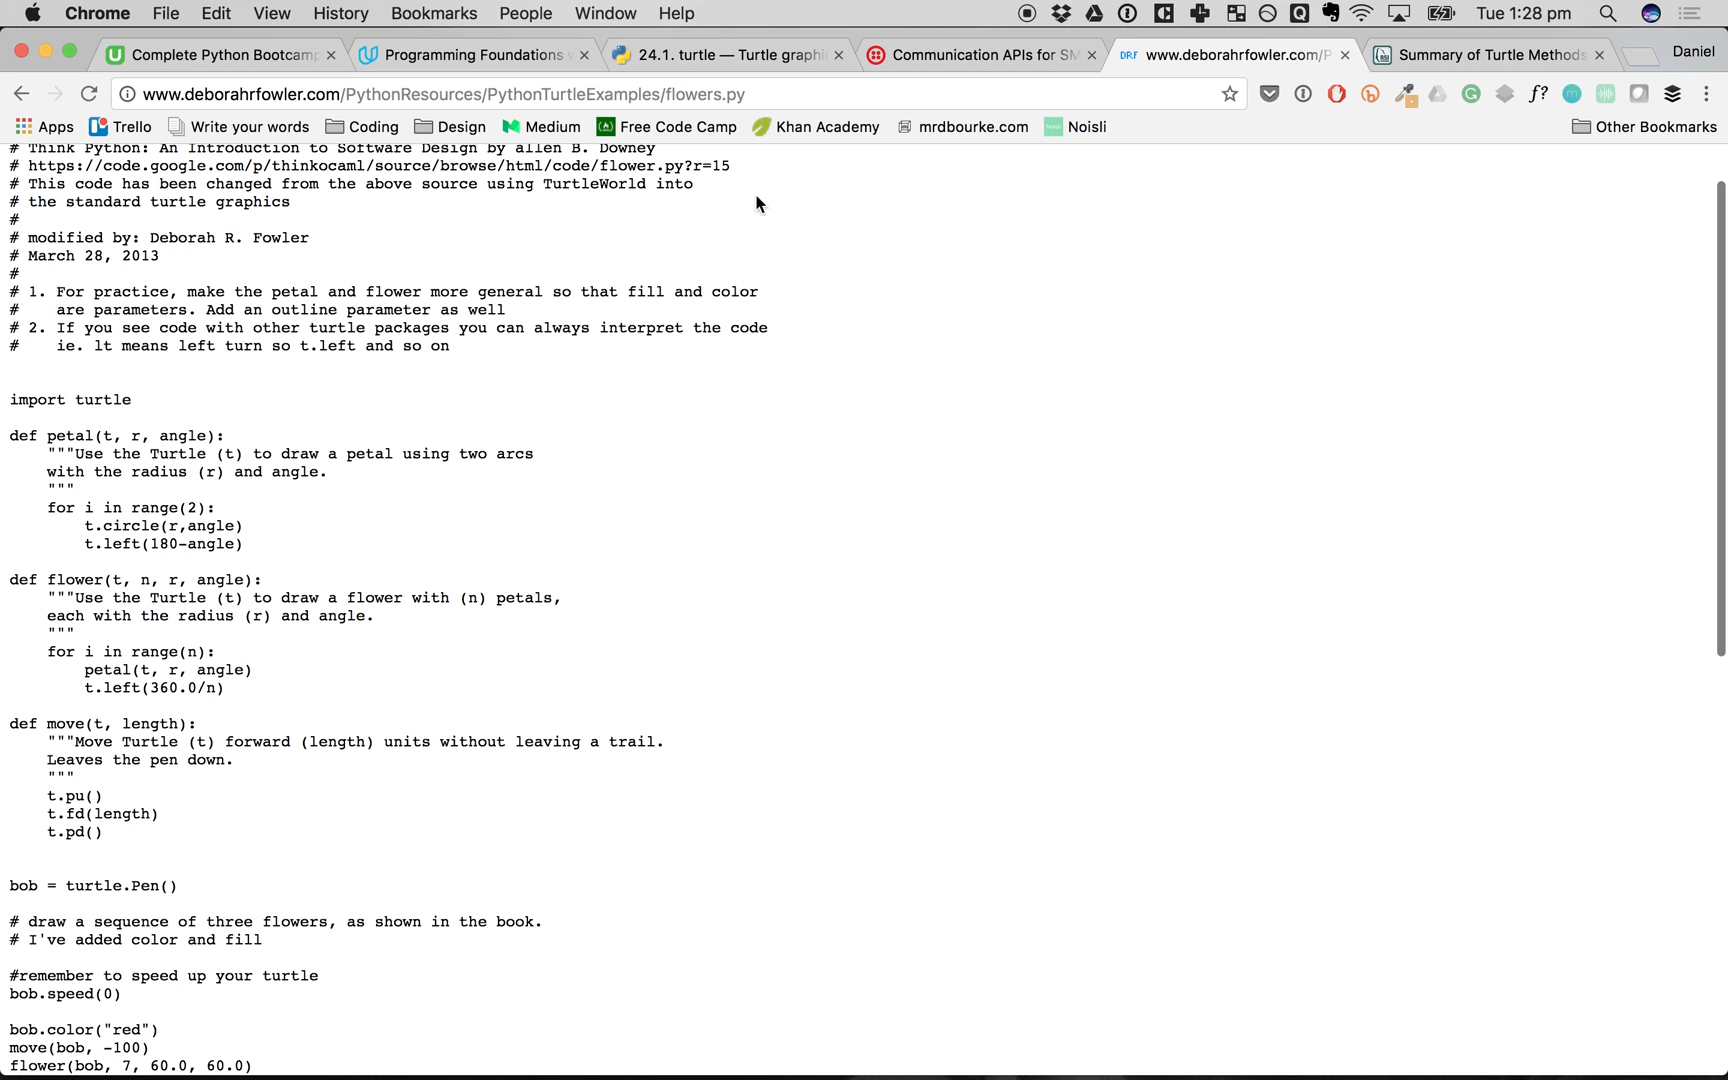 Chrome File Edit View History Bookmarks People Window Help Tue 1:28 pm
Complete Python Bootcamp Programming Foundations 24.1. turtle — Turtle graphi Communication APIs for SM DRF www.deborahrfowler.com/P Summary of Turtle Methods Daniel
www.deborahrfowler.com/PythonResources/PythonTurtleExamples/flowers.py
Apps Trello Write your words Coding Design Medium Free Code Camp Khan Academy mrdbourke.com Noisli Other Bookmarks
# Think Python: An Introduction to Software Design by allen B. Downey
# https://code.google.com/p/thinkocaml/source/browse/html/code/flower.py?r=15
# This code has been changed from the above source using TurtleWorld into
# the standard turtle graphics
#
# modified by: Deborah R. Fowler
# March 28, 2013
#
# 1. For practice, make the petal and flower more general so that fill and color
#    are parameters. Add an outline parameter as well
# 2. If you see code with other turtle packages you can always interpret the code
#    ie. lt means left turn so t.left and so on
import turtle
def petal(t, r, angle):
    """Use the Turtle (t) to draw a petal using two arcs
    with the radius (r) and angle.
    """
    for i in range(2):
        t.circle(r,angle)
        t.left(180-angle)
def flower(t, n, r, angle):
    """Use the Turtle (t) to draw a flower with (n) petals,
    each with the radius (r) and angle.
    """
    for i in range(n):
        petal(t, r, angle)
        t.left(360.0/n)
def move(t, length):
    """Move Turtle (t) forward (length) units without leaving a trail.
    Leaves the pen down.
    """
    t.pu()
    t.fd(length)
    t.pd()
bob = turtle.Pen()
# draw a sequence of three flowers, as shown in the book.
# I've added color and fill
#remember to speed up your turtle
bob.speed(0)
bob.color("red")
move(bob, -100)
flower(bob, 7, 60.0, 60.0)